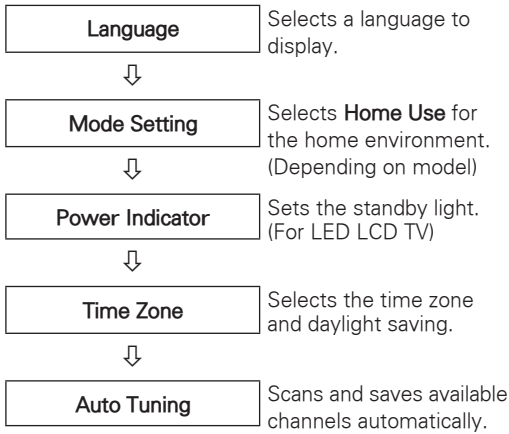 Language
Selects a language to
display.
⇩
Mode Setting
Selects Home Use for
the home environment.
(Depending on model)
⇩
Power Indicator
Sets the standby light.
(For LED LCD TV)
⇩
Time Zone
Selects the time zone
and daylight saving.
⇩
Auto Tuning
Scans and saves available
channels automatically.